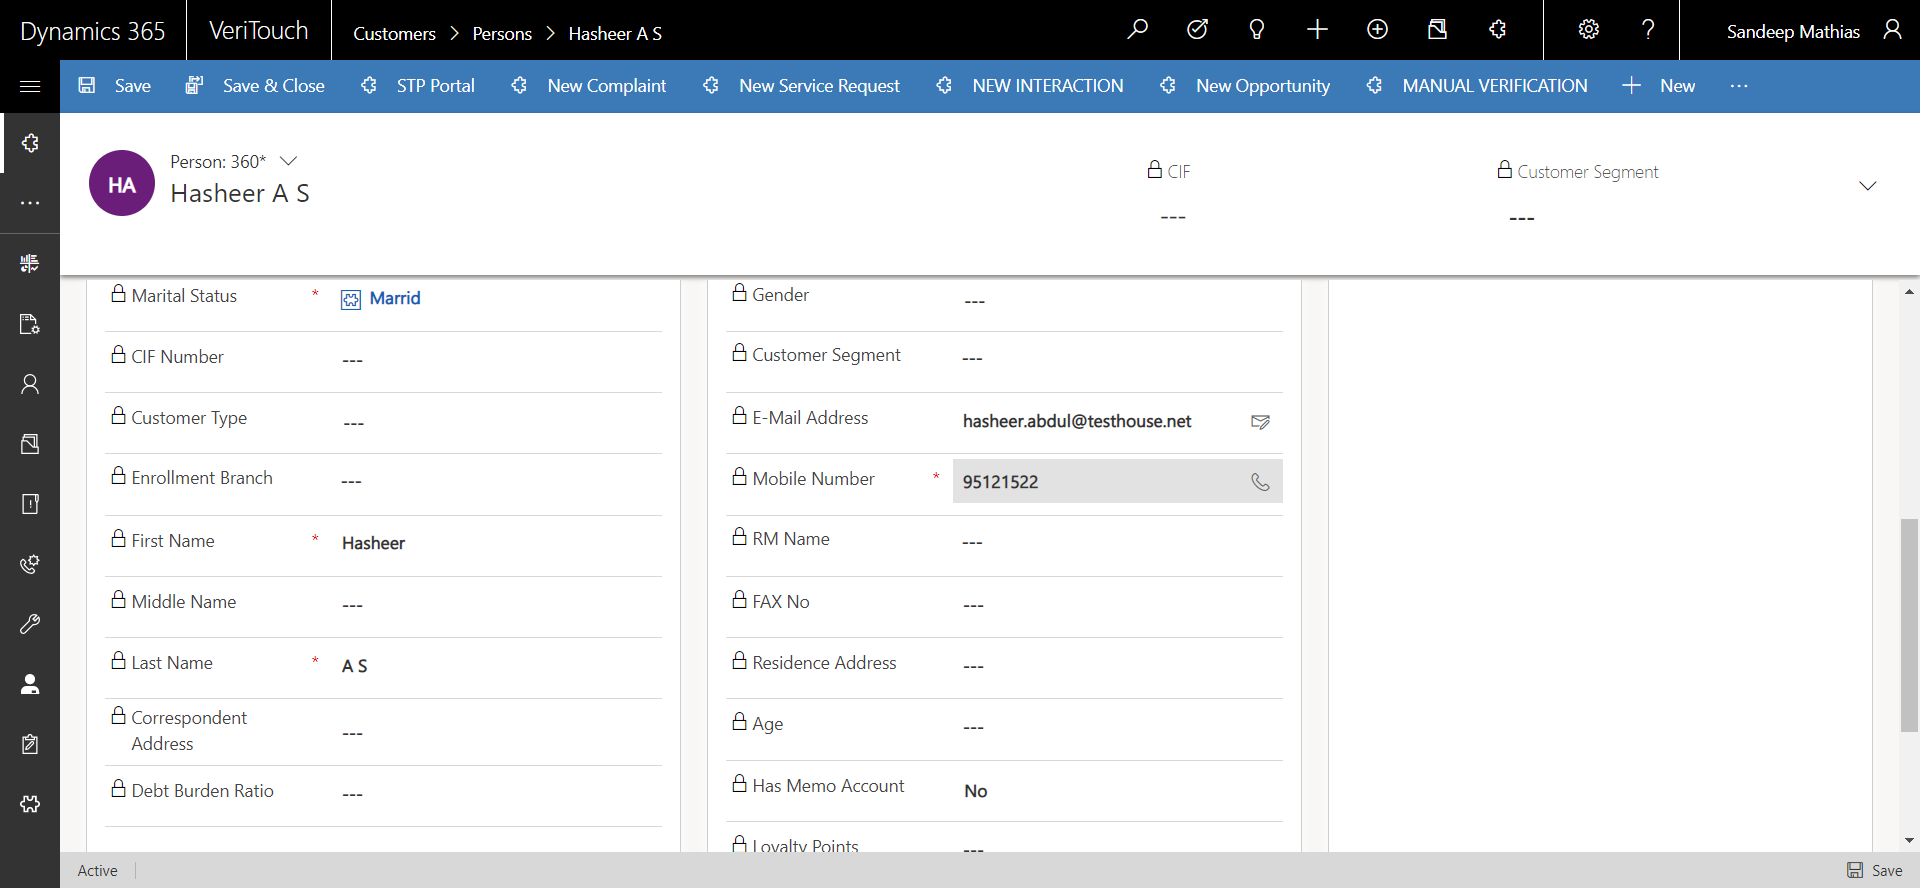 Dynamics 365
VeriTouch
Customers > Persons > Hasheer A S
Sandeep Mathias
Save
Save & Close
STP Portal
New Complaint
New Service Request
NEW INTERACTION
New Opportunity
MANUAL VERIFICATION
New
...
HA
Person: 360*
Hasheer A S
CIF
---
Customer Segment
---
Marital Status * Marrid
CIF Number ---
Customer Type ---
Enrollment Branch ---
First Name * Hasheer
Middle Name ---
Last Name * A S
Correspondent
Address ---
Debt Burden Ratio ---
Gender ---
Customer Segment ---
E-Mail Address hasheer.abdul@testhouse.net
Mobile Number * 95121522
RM Name ---
FAX No ---
Residence Address ---
Age ---
Has Memo Account No
Loyalty Points ---
Active
Save